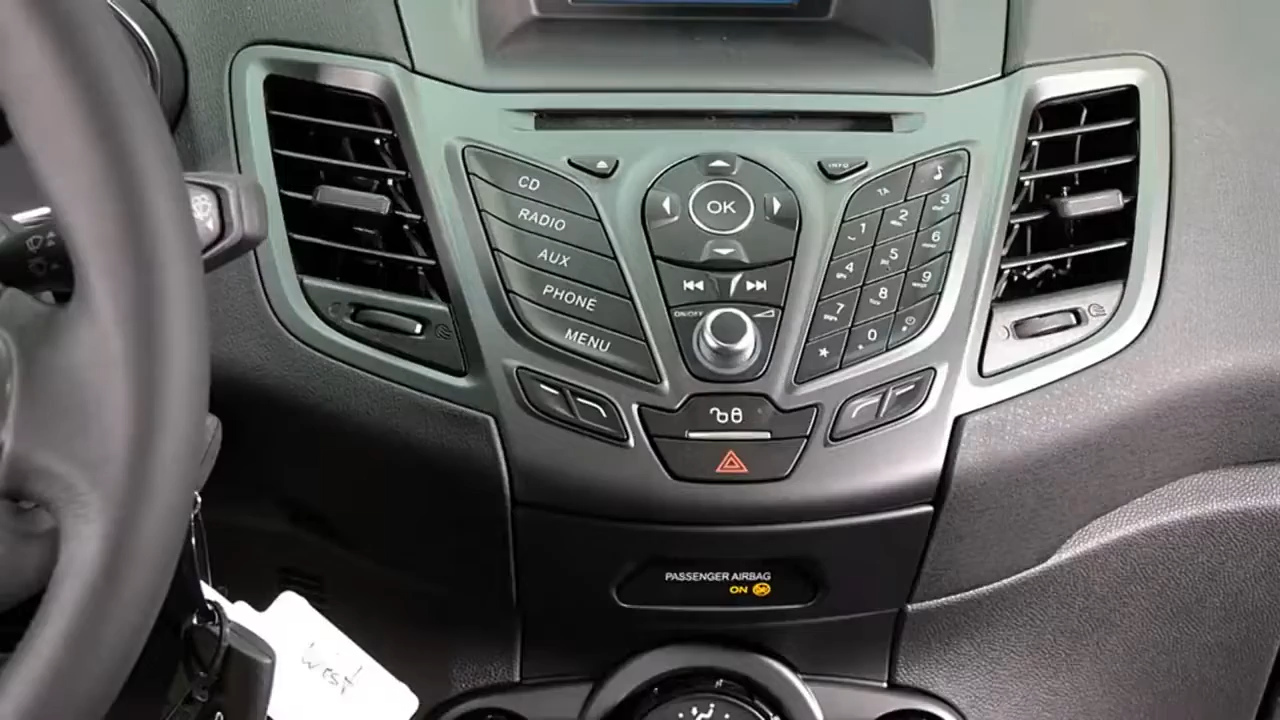 CD
RADIO
AUX
PHONE
MENU
OK
INFO
ON/OFF
TA
1 2 3
4 5 6
7 8 9
* 0
PASSENGER AIRBAG
ON
West